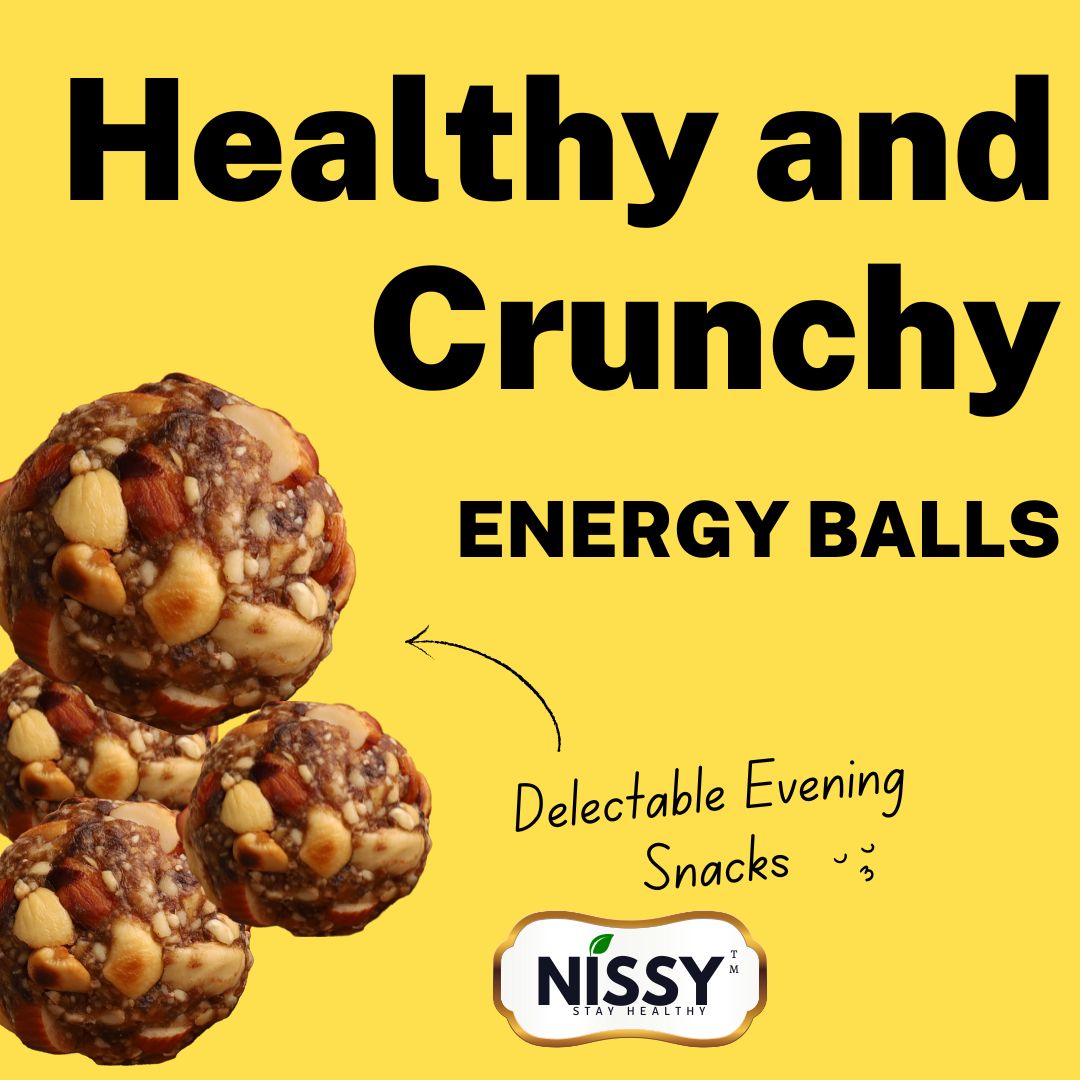 Healthy and
Crunchy
ENERGY BALLS
Delectable Evening
Snacks
NISSY TM
STAY HEALTHY